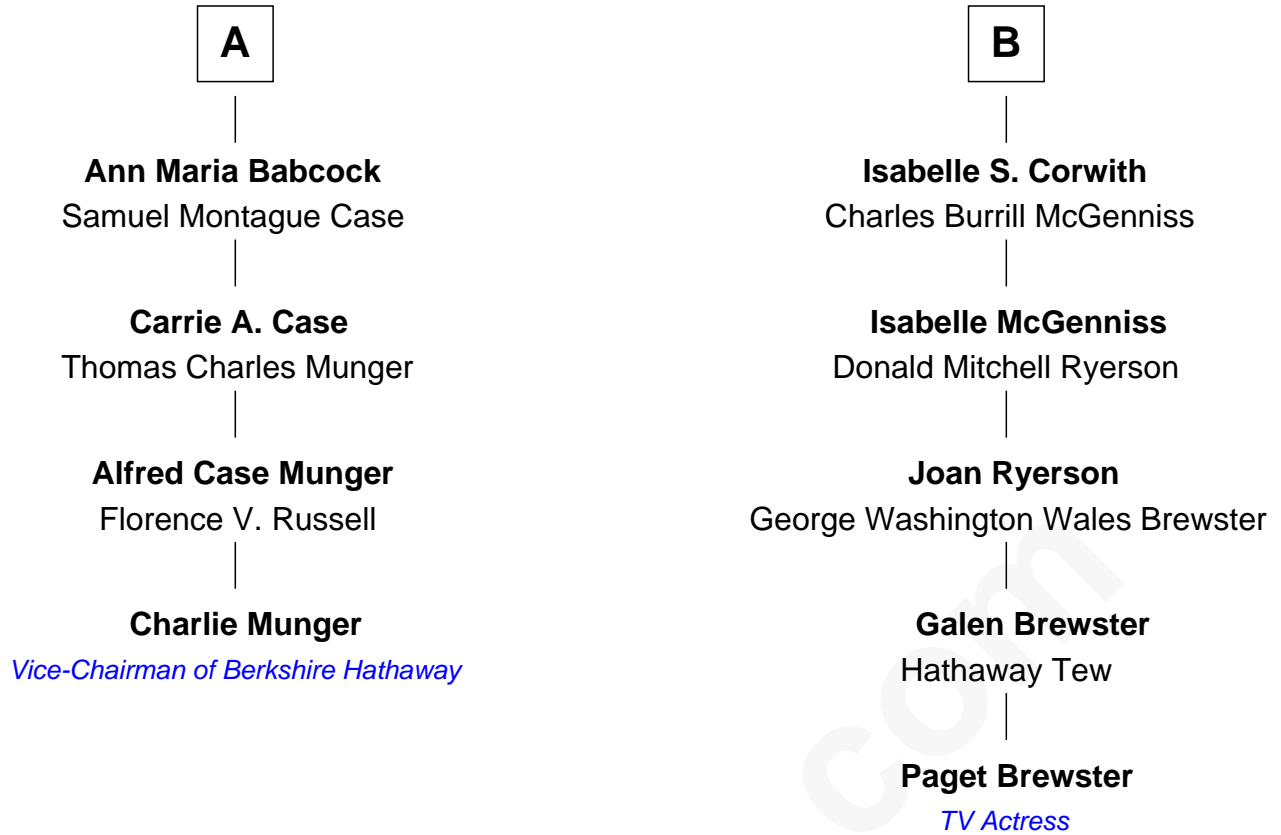 A
Ann Maria Babcock
Samuel Montague Case
Carrie A. Case
Thomas Charles Munger
Alfred Case Munger
Florence V. Russell
Charlie Munger
Vice-Chairman of Berkshire Hathaway
B
Isabelle S. Corwith
Charles Burrill McGenniss
Isabelle McGenniss
Donald Mitchell Ryerson
Joan Ryerson
George Washington Wales Brewster
Galen Brewster
Hathaway Tew
Paget Brewster
TV Actress
com